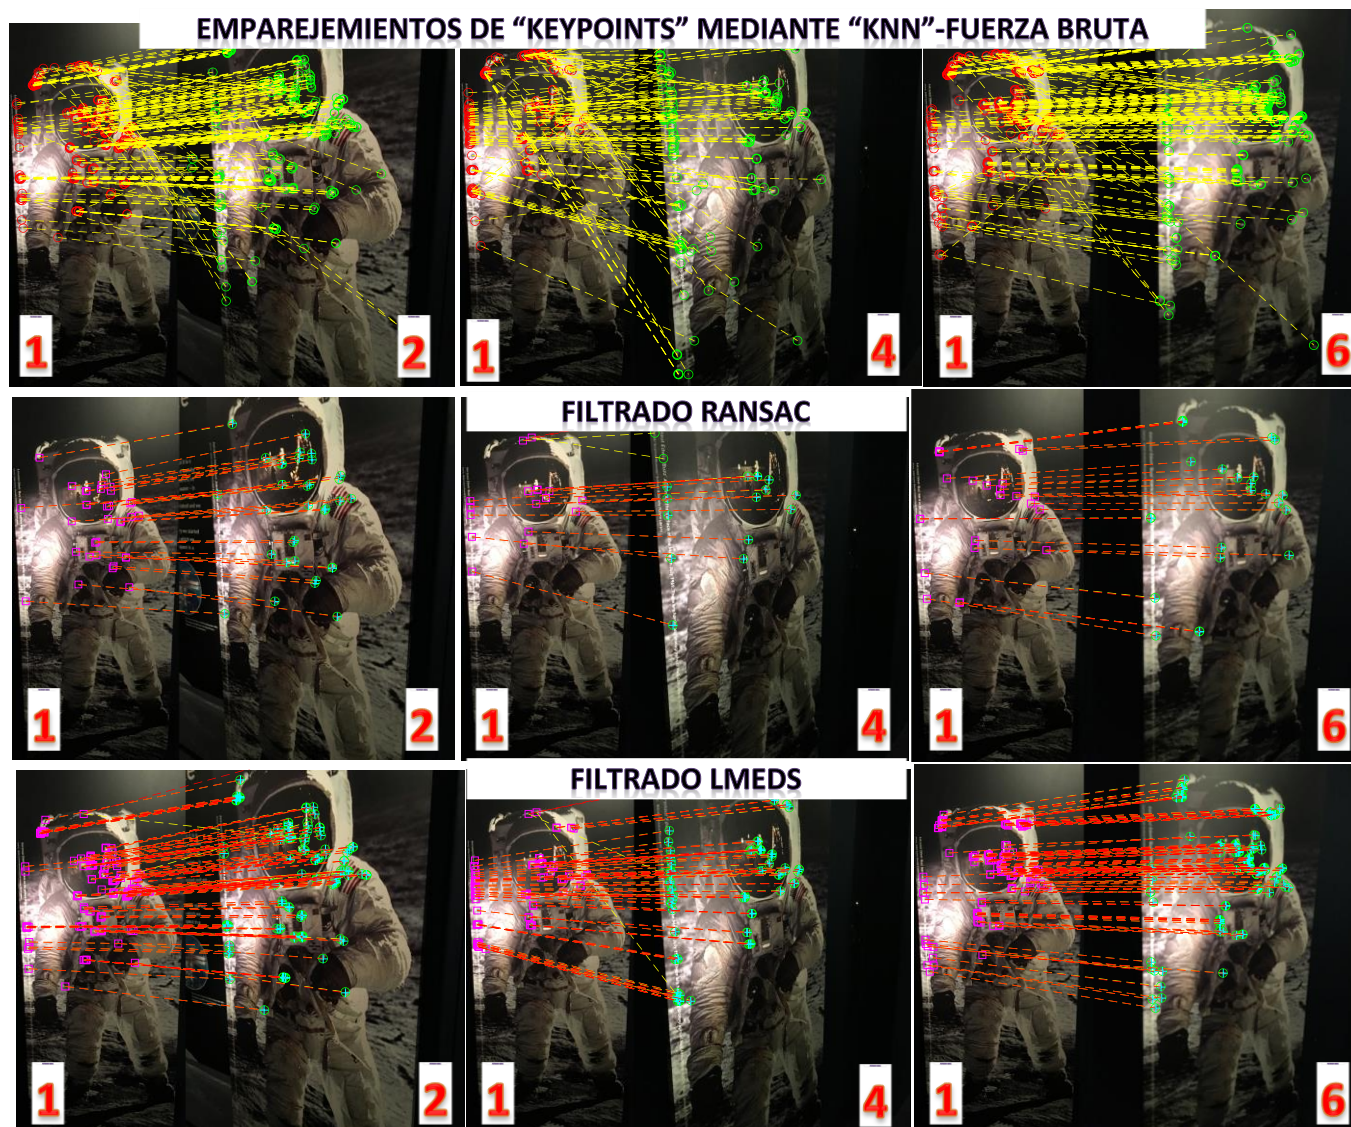 EMPAREJEMIENTOS DE “KEYPOINTS” MEDIANTE “KNN”-FUERZA BRUTA
1 2 1 4 1 6
FILTRADO RANSAC
1 2 1 4 1 6
FILTRADO LMEDS
1 2 1 4 1 6